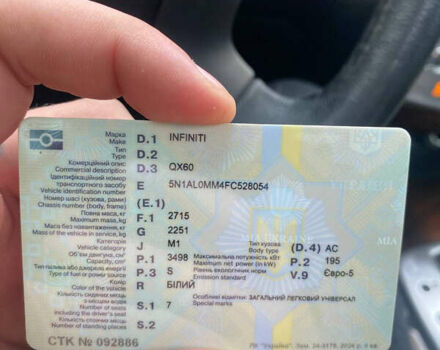 Марка
Make D.1 INFINITI
Тип
Type D.2
Комерційний опис
Commercial description D.3 QX60
Ідентифікаційний номер
транспортного засобу E 5N1AL0MM4FC528054
Vehicle identification number
Номер шасі (кузова, рами)
Chassis number (body, frame) (E.1)
Повна маса, кг
Maximum mass, kg F.1 2715
Маса без навантаження, кг
Mass of the vehicle in service, kg G 2251
Категорія
Vehicle category J M1 Тип кузова
Body type (D.4) AC
Об'єм двигуна, см³
Capacity, cm³ P.1 3498 Максимальна потужність кВт
Maximum net power (in kW) P.2 195
Тип палива або джерело енергії
Type of fuel or power source P.3 S Рівень екологічних норм
Emission standard V.9 Євро-5
Колір
Color of the vehicle R БІЛИЙ
Кількість сидячих місць
з місцем водія
Number of seats S.1 7 Особливі відмітки ЗАГАЛЬНИЙ ЛЕГКОВИЙ УНІВЕРСАЛ
Special marks
Кількість стоячих місць
Number of standing places S.2
СТК № 092886
MIA UKRAINE
MIA